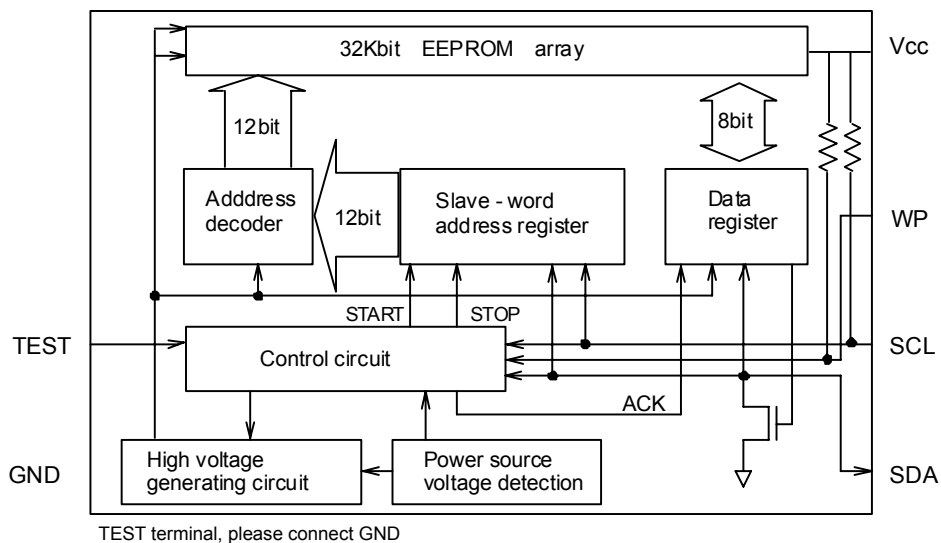 32Kbit EEPROM array
Vcc
12bit
8bit
Adddress
decoder
12bit
Slave - word
address register
Data
register
WP
START
STOP
TEST
Control circuit
SCL
ACK
GND
High voltage
generating circuit
Power source
voltage detection
SDA
TEST terminal, please connect GND